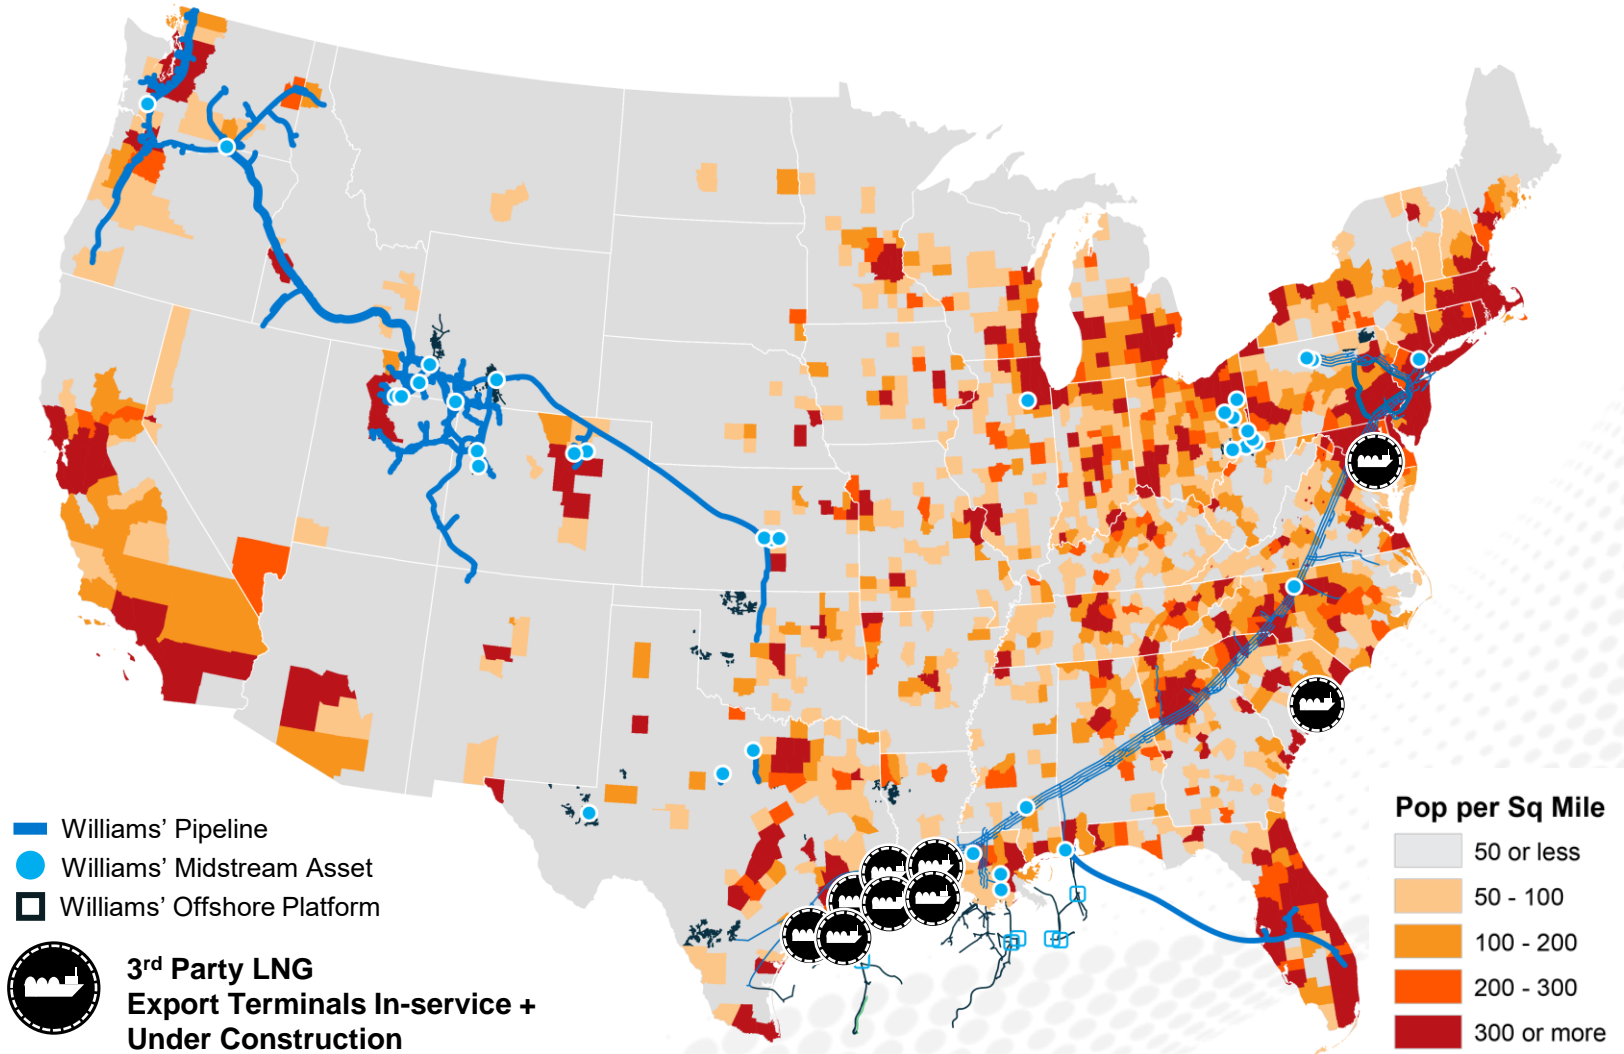 Williams’ Pipeline
Williams’ Midstream Asset
Williams’ Offshore Platform
3rd Party LNG
Export Terminals In-service +
Under Construction
Pop per Sq Mile
50 or less
50 - 100
100 - 200
200 - 300
300 or more